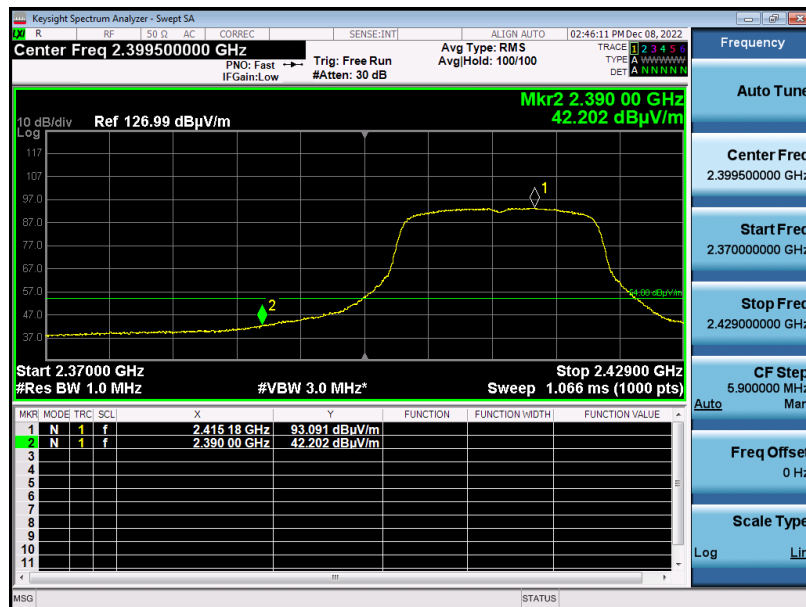 Keysight Spectrum Analyzer - Swept SA
LXI R RF 50 Ω AC CORREC SENSE:INT ALIGN AUTO 02:46:11 PM Dec 08, 2022
Center Freq 2.399500000 GHz
PNO: Fast
IFGain:Low
Trig: Free Run
#Atten: 30 dB
Avg Type: RMS
Avg|Hold: 100/100
TRACE 1 2 3 4 5 6
TYPE A WWWWW
DET A N N N N N
Mkr2 2.390 00 GHz
42.202 dBµV/m
10 dB/div Ref 126.99 dBµV/m
Log
117
107
97.0
87.0
77.0
67.0
57.0
47.0
37.0
1
2
54.00 dBµV/m
Start 2.37000 GHz Stop 2.42900 GHz
#Res BW 1.0 MHz #VBW 3.0 MHz* Sweep 1.066 ms (1000 pts)
MKR MODE TRC SCL X Y FUNCTION FUNCTION WIDTH FUNCTION VALUE
1 N 1 f 2.415 18 GHz 93.091 dBµV/m
2 N 1 f 2.390 00 GHz 42.202 dBµV/m
3
4
5
6
7
8
9
10
11
MSG STATUS
Frequency
Auto Tune
Center Freq
2.399500000 GHz
Start Freq
2.370000000 GHz
Stop Freq
2.429000000 GHz
CF Step
5.900000 MHz
Auto Man
Freq Offset
0 Hz
Scale Type
Log Lin